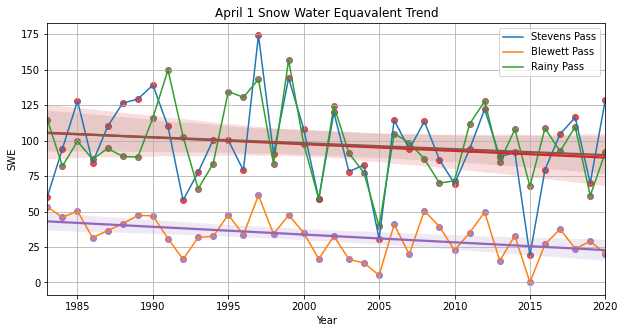 April 1 Snow Water Equavalent Trend
Stevens Pass
Blewett Pass
Rainy Pass
SWE
175
150
125
100
75
50
25
0
1985 1990 1995 2000 2005 2010 2015 2020
Year